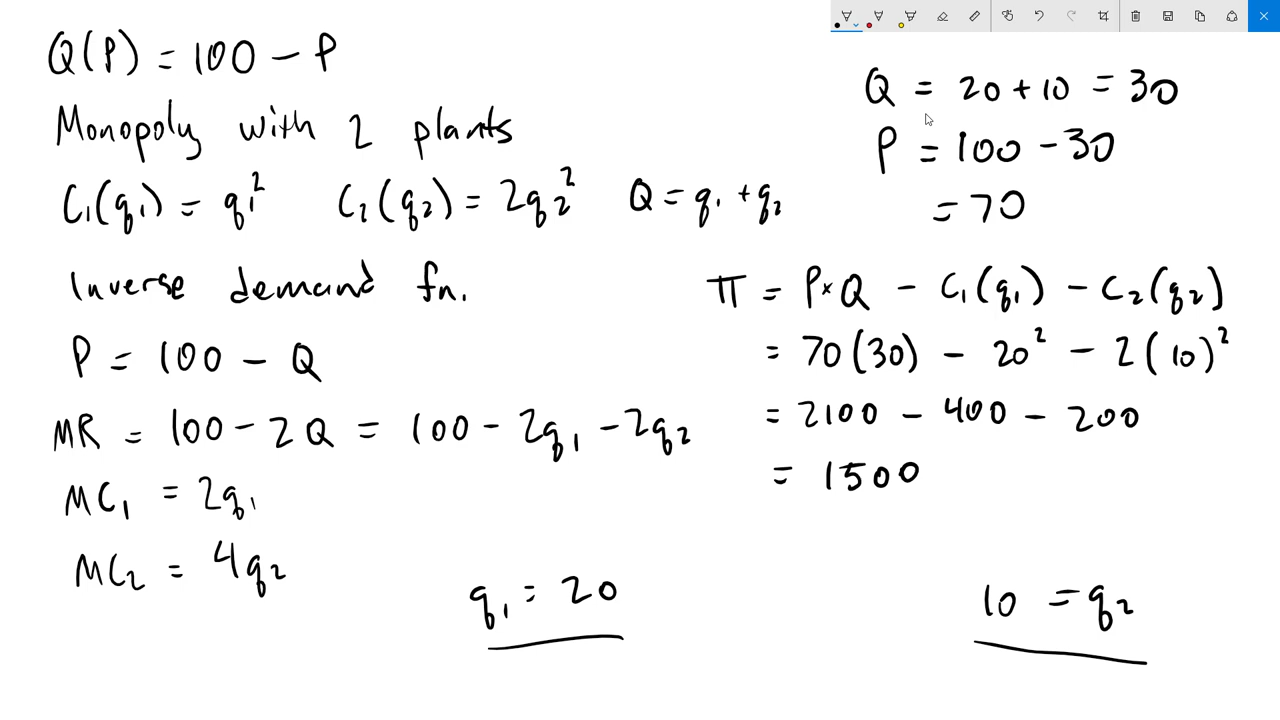 Q(P) = 100 - P
Monopoly with 2 plants
C₁(q₁) = q₁² C₂(q₂) = 2q₂² Q = q₁ + q₂
Inverse demand fn.
P = 100 - Q
MR = 100 - 2Q = 100 - 2q₁ - 2q₂
MC₁ = 2q₁
MC₂ = 4q₂
q₁ = 20
Q = 20 + 10 = 30
P = 100 - 30
= 70
π = P × Q - C₁(q₁) - C₂(q₂)
= 70(30) - 20² - 2(10)²
= 2100 - 400 - 200
= 1500
10 = q₂